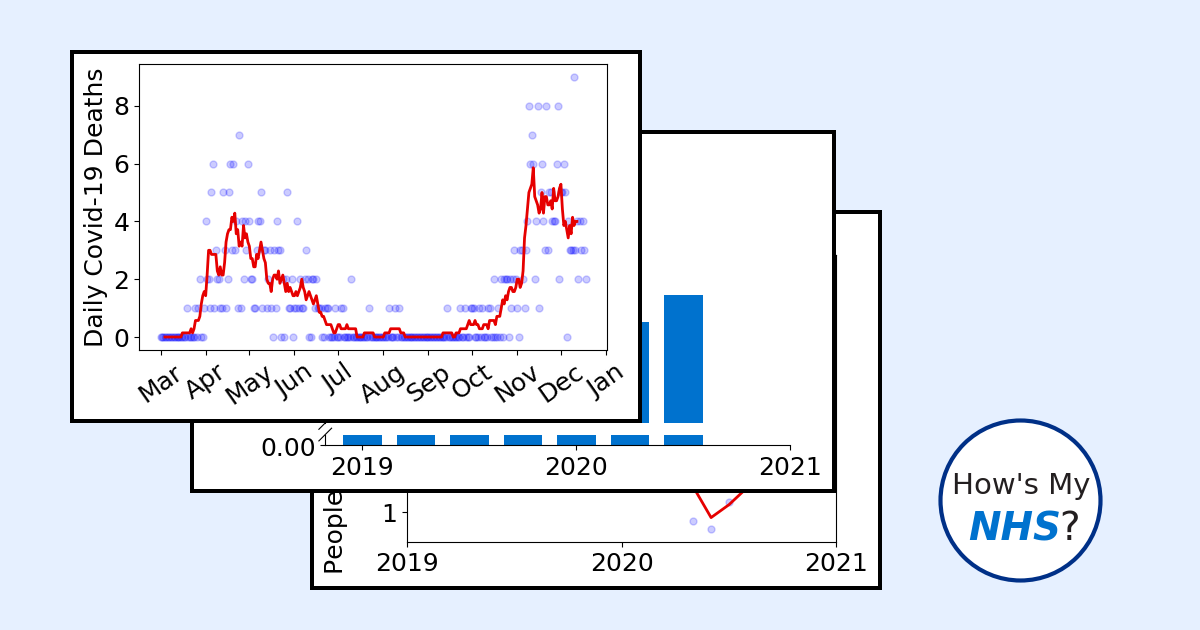 Daily Covid-19 Deaths
8
6
4
2
0
Mar Apr May Jun Jul Aug Sep Oct Nov Dec Jan
0.00
2019 2020 2021
People
1
2019 2020 2021
How's My
NHS?